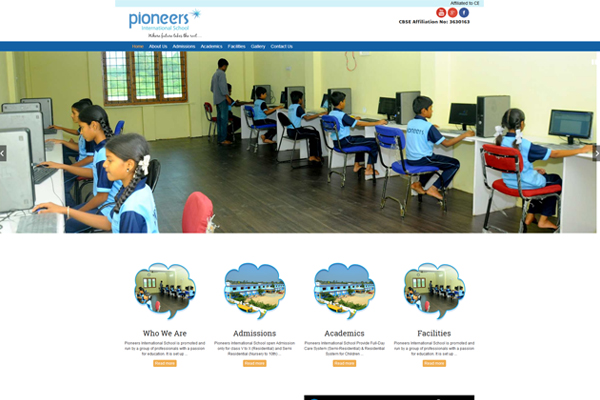 Affiliated to CB
pioneers
International School
Where future takes the root...
CBSE Affiliation No: 3630163
Home About Us Admissions Academics Facilities Gallery Contact Us
pioneers
Who We Are
Pioneers International School is promoted and
run by a group of professionals with a passion
for education. It is set up ...
Read more
Admissions
Pioneers International School open Admission
only for class V to X (Residential) and Semi
Residential (Classes to 10th) ...
Read more
Academics
Pioneers International School Provide Full-Day
Care System (Semi-Residential) & Residential
System for Children...
Read more
Facilities
Pioneers International School is promoted and
run by a group of professionals with a passion
for education. It is set up ...
Read more